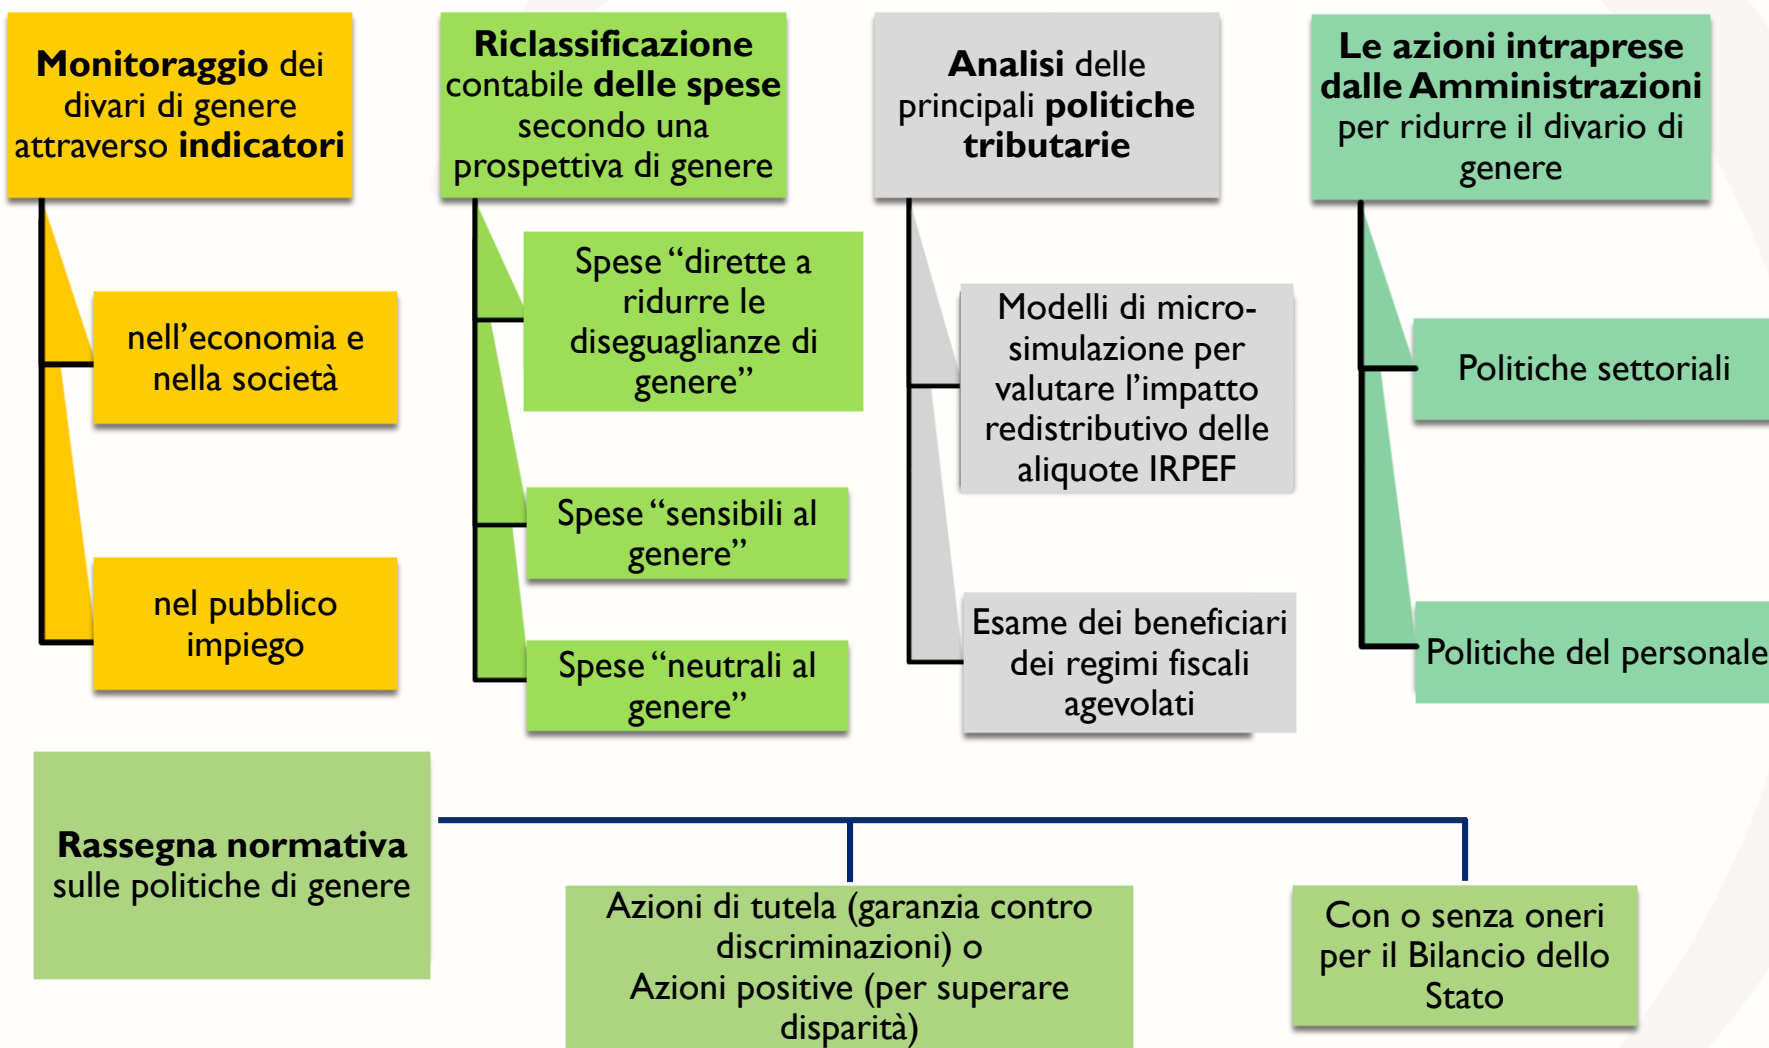 Monitoraggio dei
divari di genere
attraverso indicatori
nell’economia e
nella società
nel pubblico
impiego
Riclassificazione
contabile delle spese
secondo una
prospettiva di genere
Spese “dirette a
ridurre le
diseguaglianze di
genere”
Spese “sensibili al
genere”
Spese “neutrali al
genere”
Analisi delle
principali politiche
tributarie
Modelli di micro-
simulazione per
valutare l’impatto
redistributivo delle
aliquote IRPEF
Esame dei beneficiari
dei regimi fiscali
agevolati
Le azioni intraprese
dalle Amministrazioni
per ridurre il divario di
genere
Politiche settoriali
Politiche del personale
Rassegna normativa
sulle politiche di genere
Azioni di tutela (garanzia contro
discriminazioni) o
Azioni positive (per superare
disparità)
Con o senza oneri
per il Bilancio dello
Stato